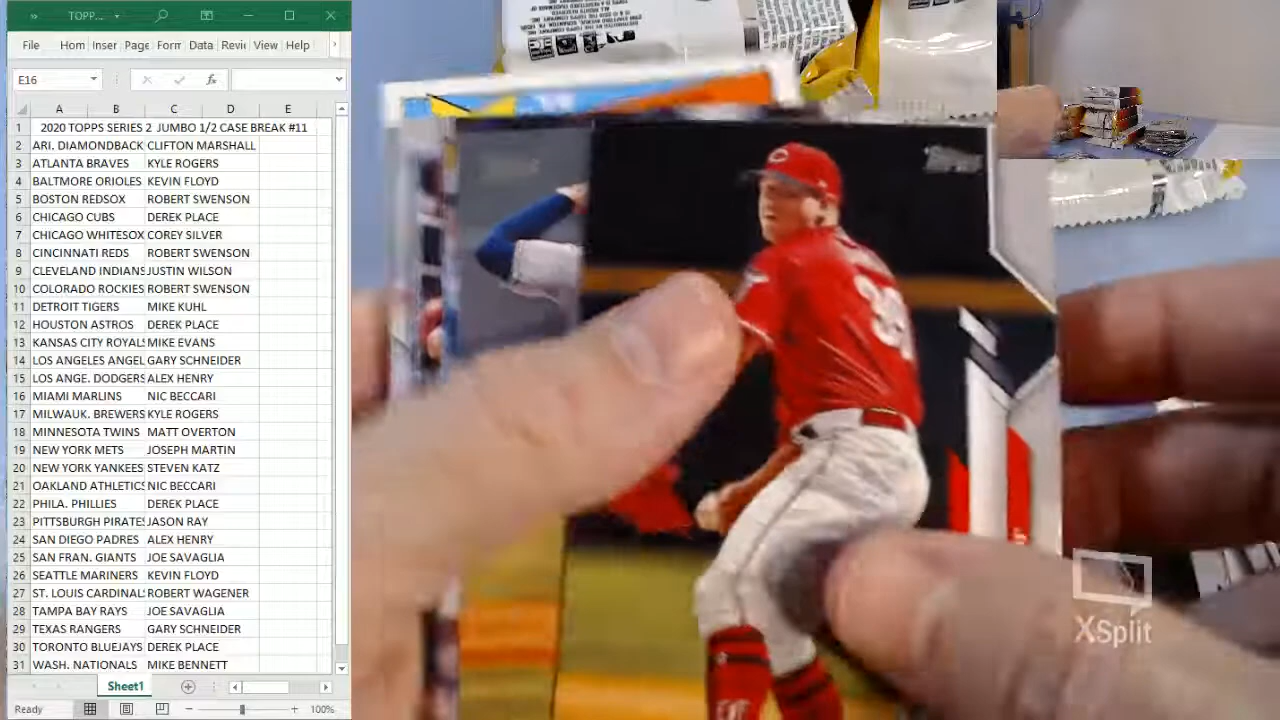 TOPP...
File Hom Inser Page Form Data Revie View Help
E16
fx
A B C D E
1 2020 TOPPS SERIES 2 JUMBO 1/2 CASE BREAK #11
2 ARI. DIAMONDBACK CLIFTON MARSHALL
3 ATLANTA BRAVES KYLE ROGERS
4 BALTMORE ORIOLES KEVIN FLOYD
5 BOSTON REDSOX ROBERT SWENSON
6 CHICAGO CUBS DEREK PLACE
7 CHICAGO WHITESOX COREY SILVER
8 CINCINNATI REDS ROBERT SWENSON
9 CLEVELAND INDIANS JUSTIN WILSON
10 COLORADO ROCKIES ROBERT SWENSON
11 DETROIT TIGERS MIKE KUHL
12 HOUSTON ASTROS DEREK PLACE
13 KANSAS CITY ROYALS MIKE EVANS
14 LOS ANGELES ANGEL GARY SCHNEIDER
15 LOS ANGE. DODGERS ALEX HENRY
16 MIAMI MARLINS NIC BECCARI
17 MILWAUK. BREWERS KYLE ROGERS
18 MINNESOTA TWINS MATT OVERTON
19 NEW YORK METS JOSEPH MARTIN
20 NEW YORK YANKEES STEVEN KATZ
21 OAKLAND ATHLETICS NIC BECCARI
22 PHILA. PHILLIES DEREK PLACE
23 PITTSBURGH PIRATES JASON RAY
24 SAN DIEGO PADRES ALEX HENRY
25 SAN FRAN. GIANTS JOE SAVAGLIA
26 SEATTLE MARINERS KEVIN FLOYD
27 ST. LOUIS CARDINALS ROBERT WAGENER
28 TAMPA BAY RAYS JOE SAVAGLIA
29 TEXAS RANGERS GARY SCHNEIDER
30 TORONTO BLUEJAYS DEREK PLACE
31 WASH. NATIONALS MIKE BENNETT
Sheet1
Ready 100%
XSplit